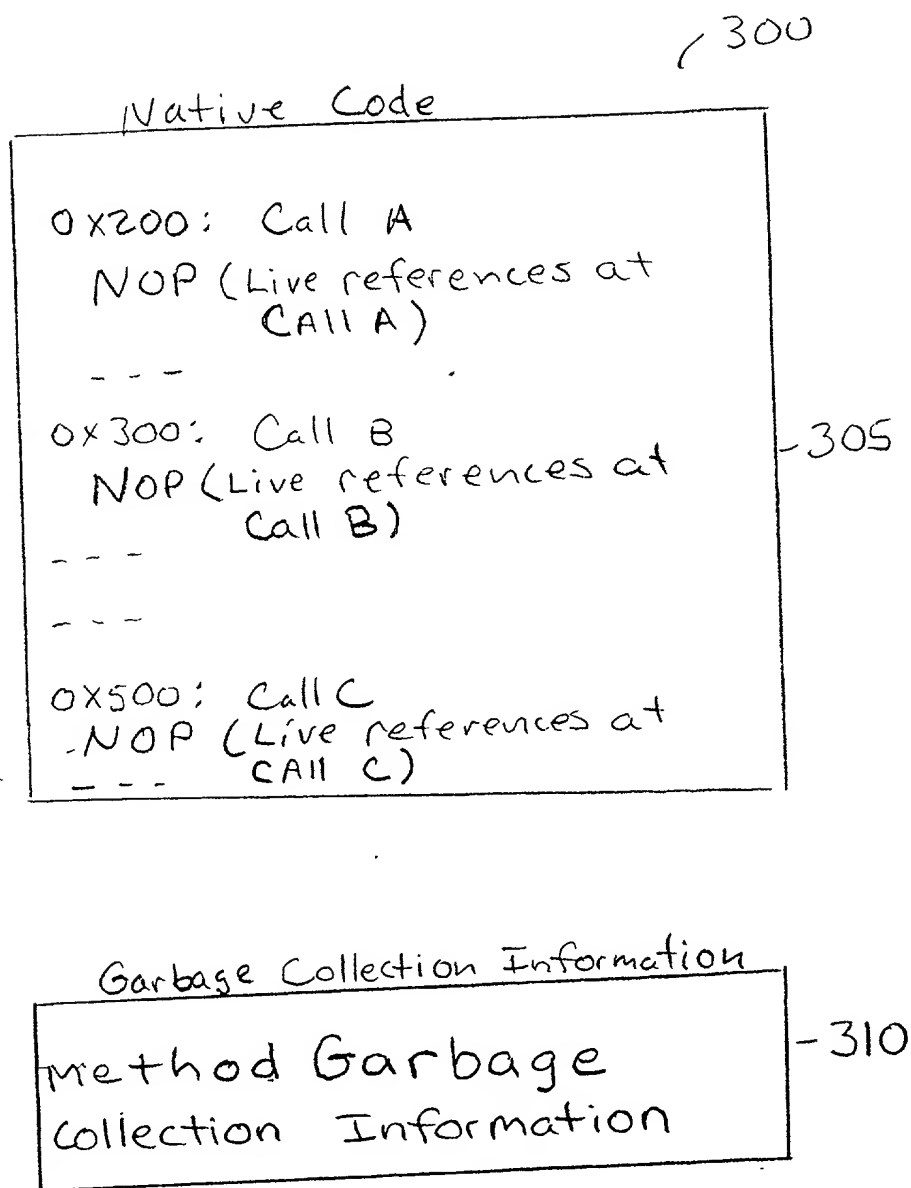 300
Native Code
0x200: Call A
NOP (Live references at
CAll A)
- - -
0x300: Call B
NOP (Live references at
Call B)
- - -
- - -
305
0x500: Call C
NOP (Live references at
CAll C)
- - -
Garbage Collection Information
Method Garbage
Collection Information
310